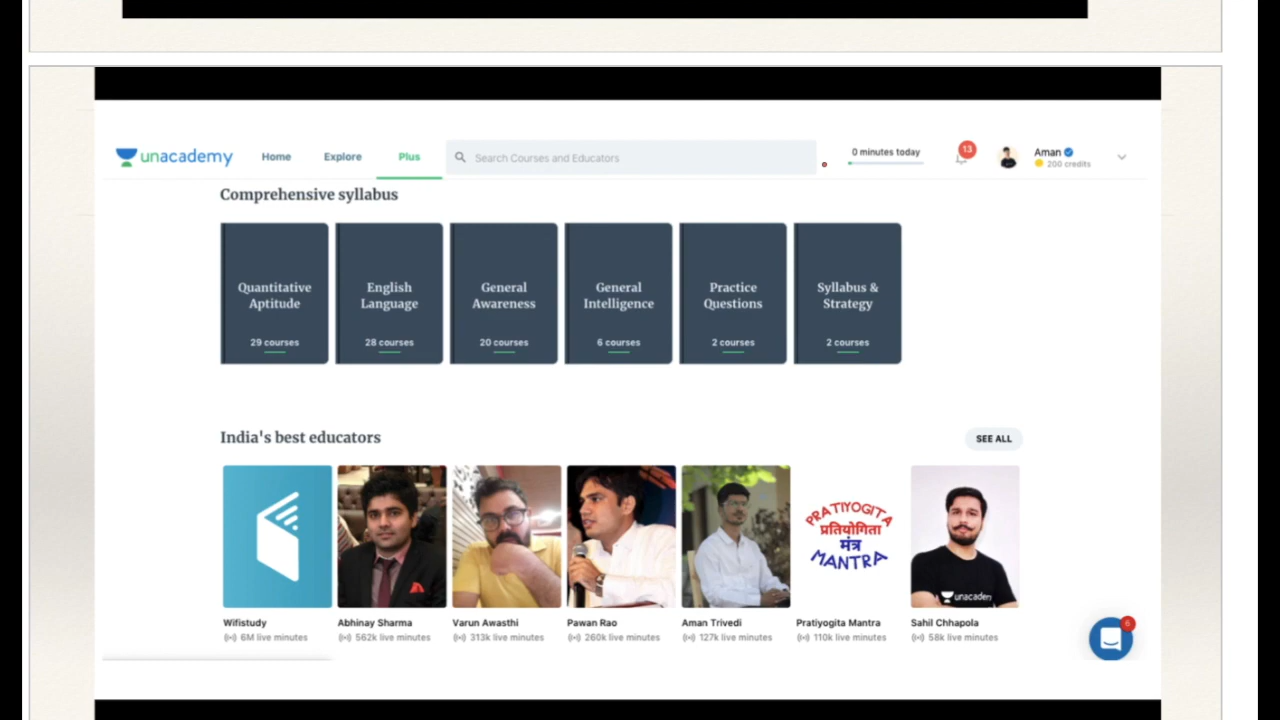 unacademy
Home
Explore
Plus
Search Courses and Educators
0 minutes today
13
Aman
200 credits
Comprehensive syllabus
Quantitative
Aptitude
29 courses
English
Language
28 courses
General
Awareness
20 courses
General
Intelligence
6 courses
Practice
Questions
2 courses
Syllabus &
Strategy
2 courses
India's best educators
SEE ALL
PRATIYOGITA
प्रतियोगिता
मंत्र
MANTRA
unacademy
Wifistudy
6M live minutes
Abhinay Sharma
562k live minutes
Varun Awasthi
313k live minutes
Pawan Rao
260k live minutes
Aman Trivedi
127k live minutes
Pratiyogita Mantra
110k live minutes
Sahil Chhapola
58k live minutes
6